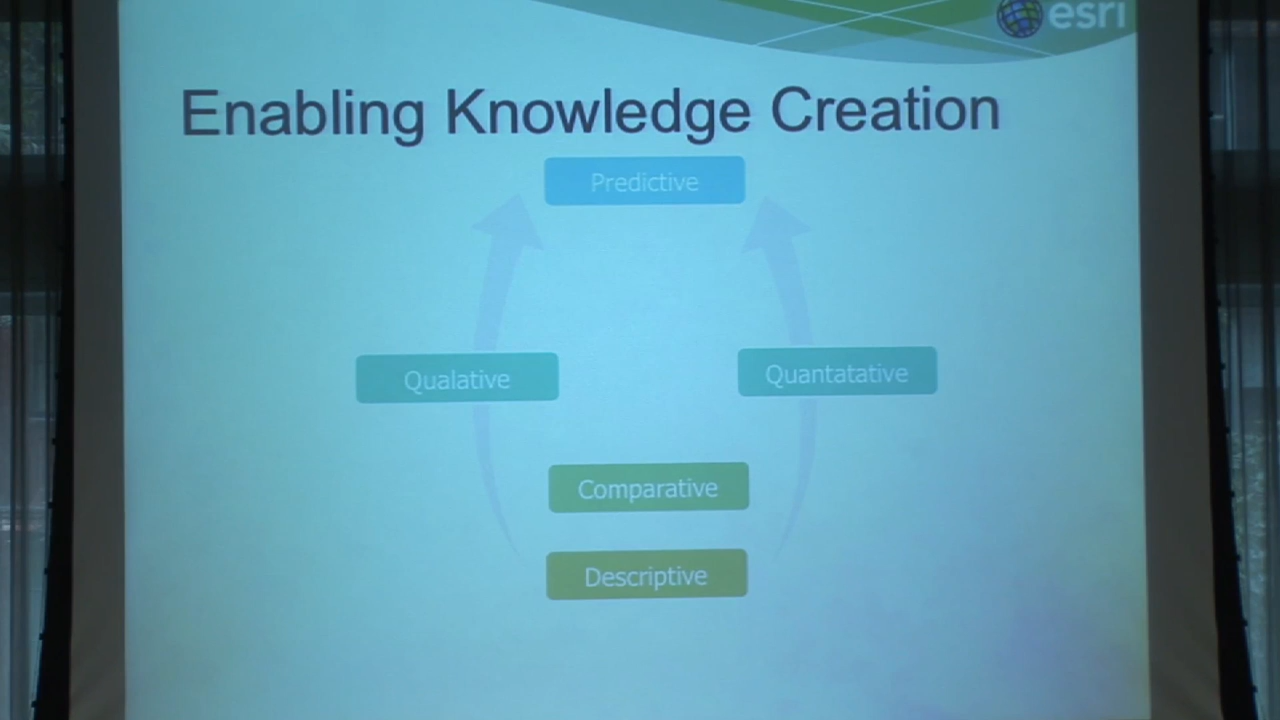 esri
Enabling Knowledge Creation
Predictive
Qualative
Quantatative
Comparative
Descriptive